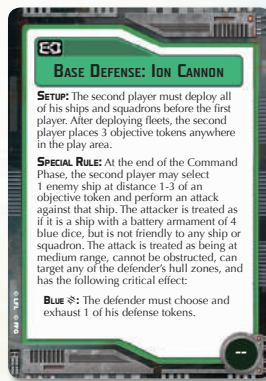 Base Defense: Ion Cannon
Setup: The second player must deploy all
of his ships and squadrons before the first
player. After deploying fleets, the second
player places 3 objective tokens anywhere
in the play area.
Special Rule: At the end of the Command
Phase, the second player may select
1 enemy ship at distance 1-3 of an
objective token and perform an attack
against that ship. The attacker is treated as
if it is a ship with a battery armament of 4
blue dice, but is not friendly to any ship or
squadron. The attack is treated as being at
medium range, cannot be obstructed, can
target any of the defender's hull zones, and
has the following critical effect:
Blue : The defender must choose and
exhaust 1 of his defense tokens.
© LFL © FFG
--